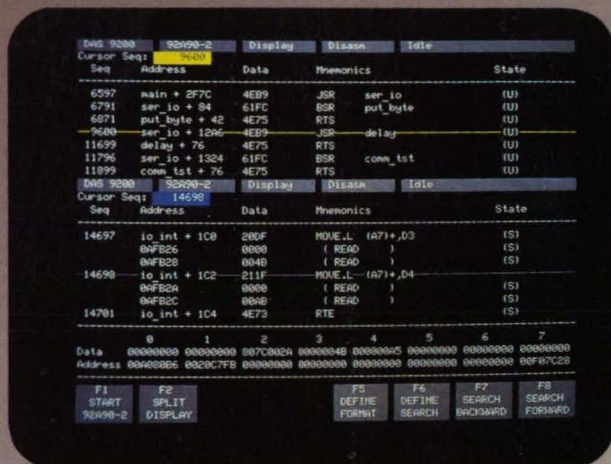 DAS 9200 92A90-2 Display Disasm Idle
Cursor Seq: 9600
Seq Address Data Mnemonics State
6597 main + 2F7C 4EB9 JSR ser_io (U)
6791 ser_io + 84 61FC BSR put_byte (U)
6871 put_byte + 42 4E75 RTS (U)
9600 ser_io + 12A6 4EB9 JSR delay (U)
11699 delay + 76 4E75 RTS (U)
11796 ser_io + 1324 61FC BSR comm_tst (U)
11899 comm_tst + 76 4E75 RTS (U)
DAS 9200 92A90-2 Display Disasm Idle
Cursor Seq: 14698
Seq Address Data Mnemonics State
14697 io_int + 1C0 20DF MOVE.L (A7)+,D3 (S)
0AFB26 0000 ( READ ) (S)
0AFB28 004B ( READ ) (S)
14698 io_int + 1C2 211F MOVE.L (A7)+,D4
0AFB2A 0000 ( READ ) (S)
0AFB2C 00AB ( READ ) (S)
14701 io_int + 1C4 4E73 RTE (S)
0 1 2 3 4 5 6 7
Data 00000000 00000000 807C002A 0000004B 000000A5 00000000 00000000 00000000
Address 00A080B6 0020C7FB 00000000 00000000 00000000 00000000 00000000 00F07C28
F1 START 92A90-2 F2 SPLIT DISPLAY F5 DEFINE FORMAT F6 DEFINE SEARCH F7 SEARCH BACKWARD F8 SEARCH FORWARD